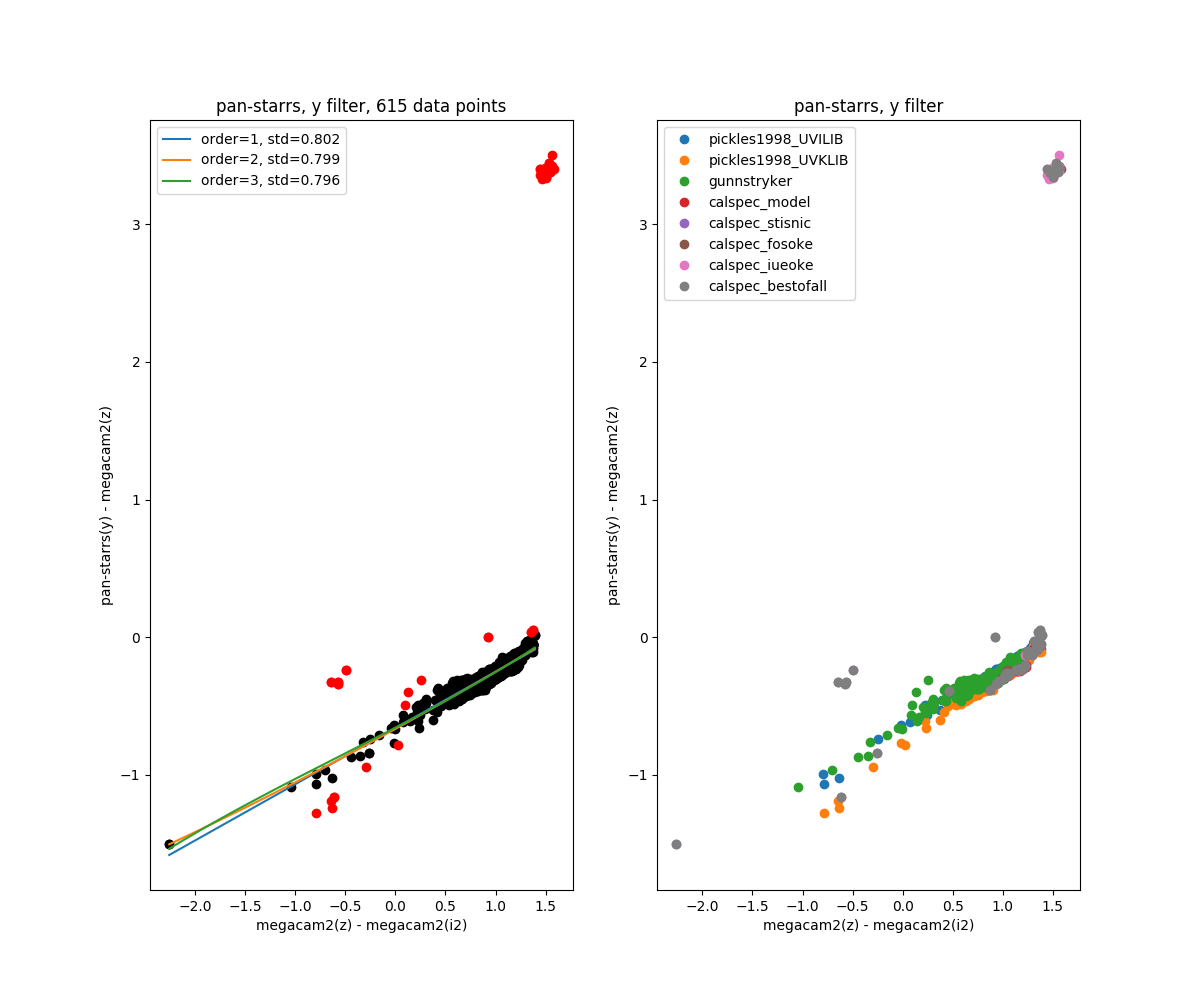 pan-starrs, y filter, 615 data points
order=1, std=0.802
order=2, std=0.799
order=3, std=0.796
3
2
1
0
−1
pan-starrs(y) - megacam2(z)
−2.0 −1.5 −1.0 −0.5 0.0 0.5 1.0 1.5
megacam2(z) - megacam2(i2)
pan-starrs, y filter
pickles1998_UVILIB
pickles1998_UVKLIB
gunnstryker
calspec_model
calspec_stisnic
calspec_fosoke
calspec_iueoke
calspec_bestofall
3
2
1
0
−1
pan-starrs(y) - megacam2(z)
−2.0 −1.5 −1.0 −0.5 0.0 0.5 1.0 1.5
megacam2(z) - megacam2(i2)